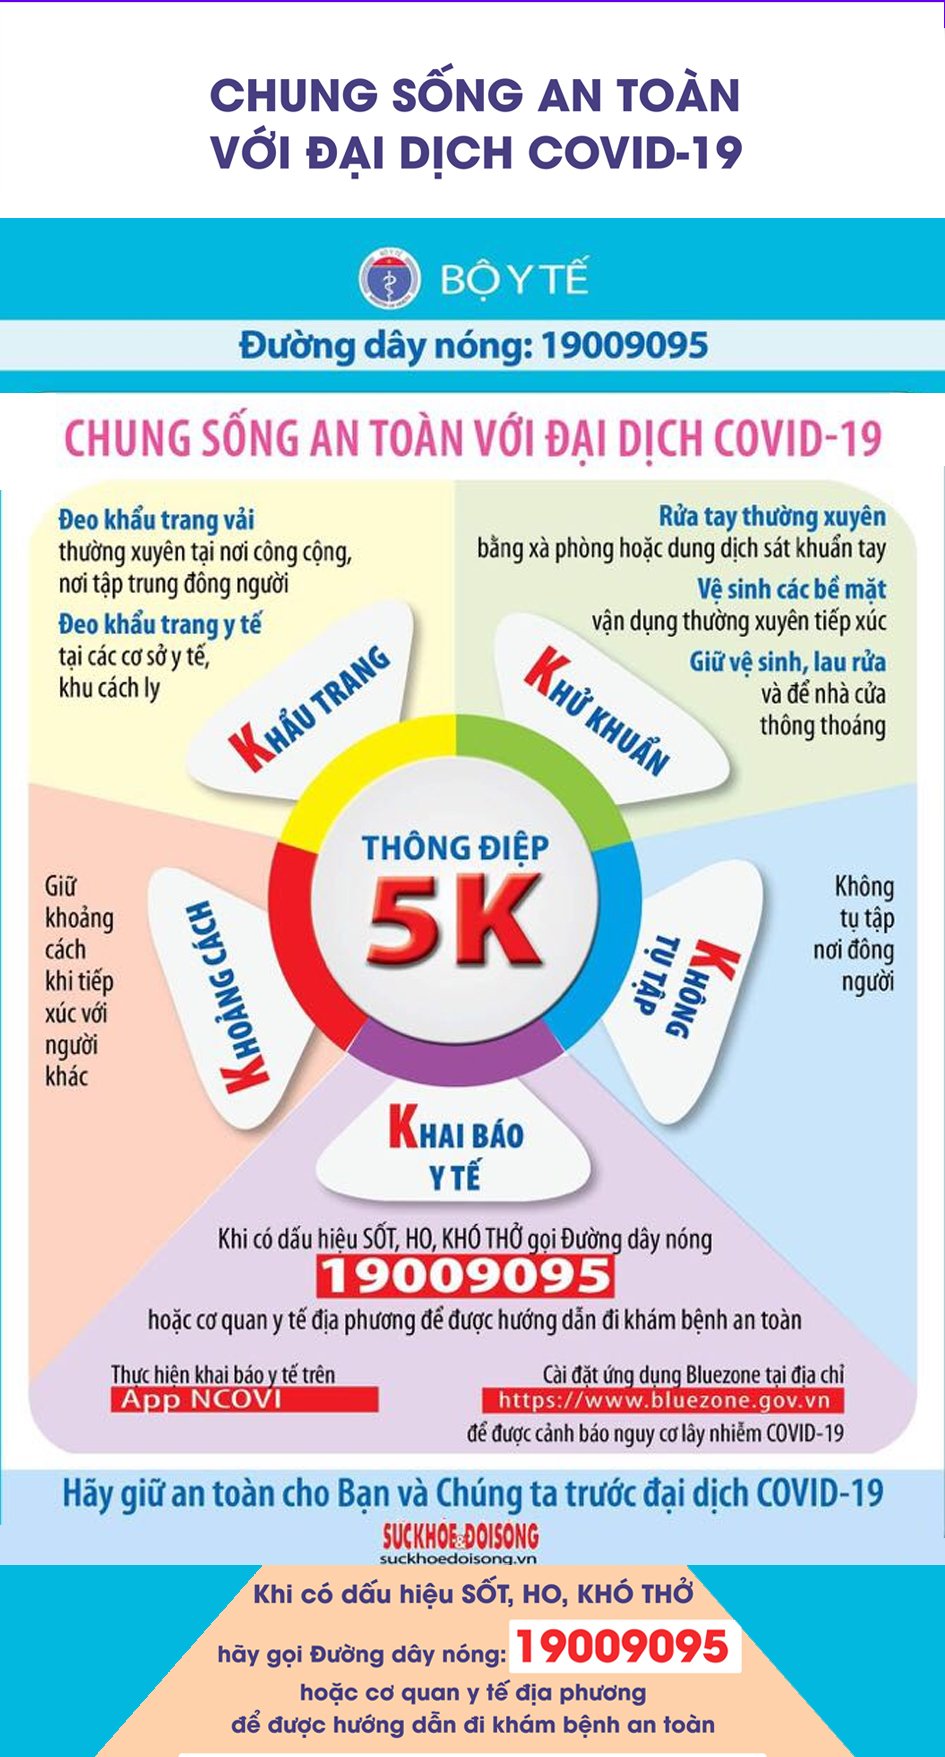 CHUNG SỐNG AN TOÀN
VỚI ĐẠI DỊCH COVID-19
BỘ Y TẾ
Đường dây nóng: 19009095
CHUNG SỐNG AN TOÀN VỚI ĐẠI DỊCH COVID-19
Đeo khẩu trang vải
thường xuyên tại nơi công cộng,
nơi tập trung đông người
Đeo khẩu trang y tế
tại các cơ sở y tế,
khu cách ly
KHẨU TRANG
Rửa tay thường xuyên
bằng xà phòng hoặc dung dịch sát khuẩn tay
Vệ sinh các bề mặt
vận dụng thường xuyên tiếp xúc
Giữ vệ sinh, lau rửa
và để nhà cửa
thông thoáng
KHỬ KHUẨN
THÔNG ĐIỆP
5K
Giữ
khoảng
cách
khi tiếp
xúc với
người
khác
KHOẢNG CÁCH
KHÔNG
TỤ TẬP
Không
tụ tập
nơi đông
người
KHAI BÁO
Y TẾ
Khi có dấu hiệu SỐT, HO, KHÓ THỞ gọi Đường dây nóng
19009095
hoặc cơ quan y tế địa phương để được hướng dẫn đi khám bệnh an toàn
Thực hiện khai báo y tế trên
App NCOVI
Cài đặt ứng dụng Bluezone tại địa chỉ
https://www.bluezone.gov.vn
để được cảnh báo nguy cơ lây nhiễm COVID-19
Hãy giữ an toàn cho Bạn và Chúng ta trước đại dịch COVID-19
SUCKHOE&DOISONG
suckhoedoisong.vn
Khi có dấu hiệu SỐT, HO, KHÓ THỞ
hãy gọi Đường dây nóng: 19009095
hoặc cơ quan y tế địa phương
để được hướng dẫn đi khám bệnh an toàn